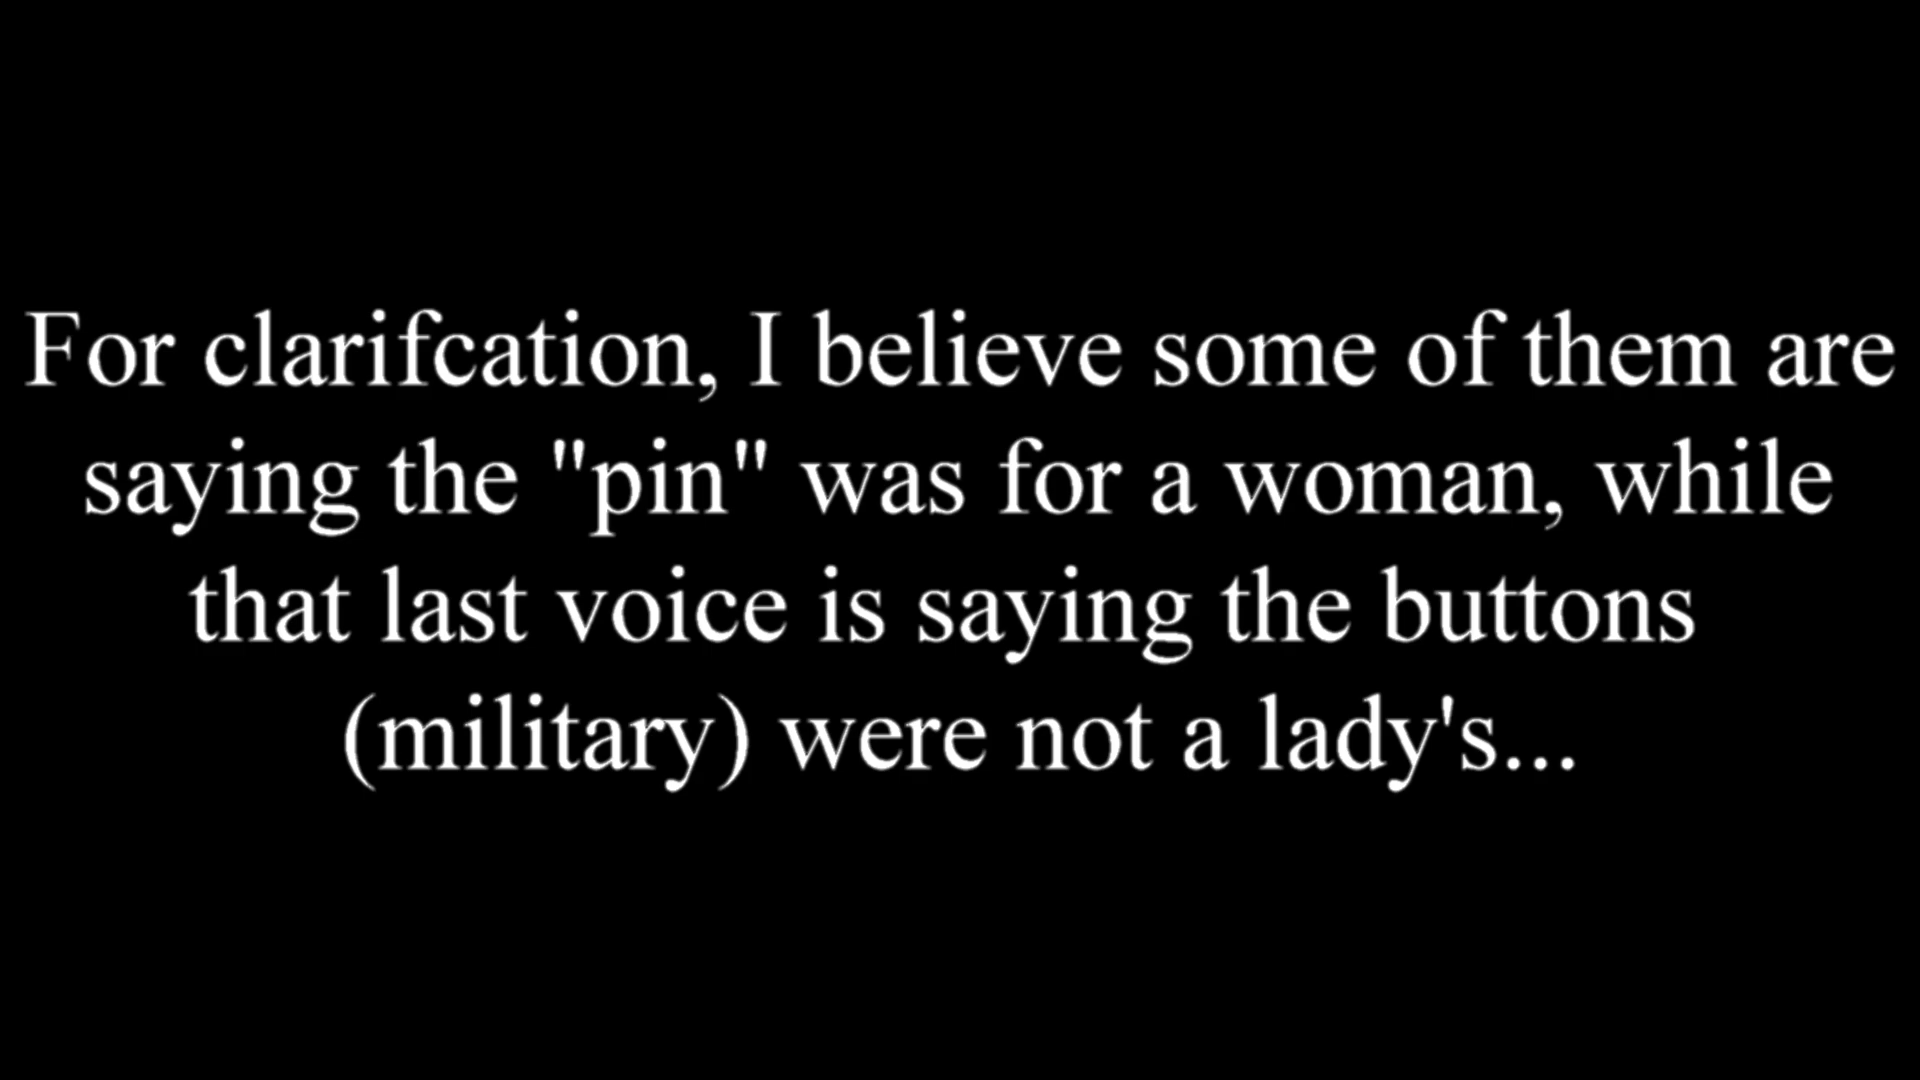 For clarifcation, I believe some of them are
saying the "pin" was for a woman, while
that last voice is saying the buttons
(military) were not a lady's...